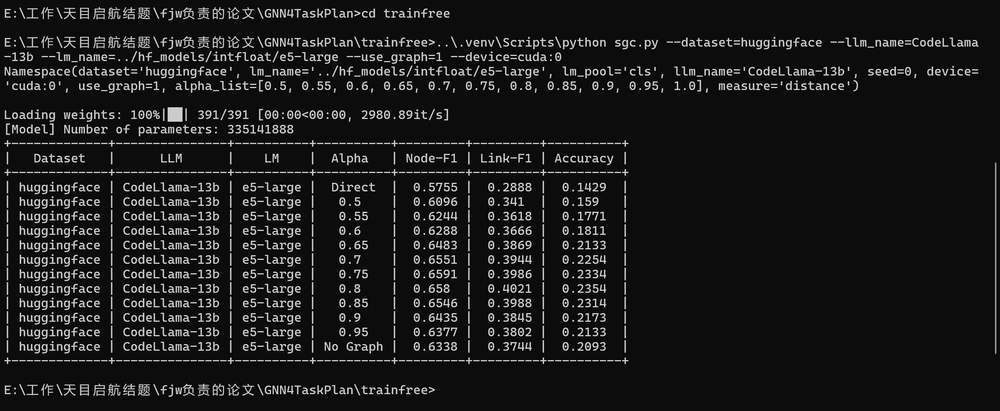 E:\工作\天目启航结题\fjw负责的论文\GNN4TaskPlan>cd trainfree
E:\工作\天目启航结题\fjw负责的论文\GNN4TaskPlan\trainfree>..\.venv\Scripts\python sgc.py --dataset=huggingface --llm_name=CodeLlama
-13b --lm_name=../hf_models/intfloat/e5-large --use_graph=1 --device=cuda:0
Namespace(dataset='huggingface', lm_name='../hf_models/intfloat/e5-large', lm_pool='cls', llm_name='CodeLlama-13b', seed=0, device=
'cuda:0', use_graph=1, alpha_list=[0.5, 0.55, 0.6, 0.65, 0.7, 0.75, 0.8, 0.85, 0.9, 0.95, 1.0], measure='distance')
Loading weights: 100%|██| 391/391 [00:00<00:00, 2980.89it/s]
[Model] Number of parameters: 335141888
+-------------+---------------+----------+----------+---------+---------+----------+
|   Dataset   |      LLM      |    LM    |  Alpha   | Node-F1 | Link-F1 | Accuracy |
+-------------+---------------+----------+----------+---------+---------+----------+
| huggingface | CodeLlama-13b | e5-large |  Direct  |  0.5755 |  0.2888 |  0.1429  |
| huggingface | CodeLlama-13b | e5-large |   0.5    |  0.6096 |  0.341  |  0.159   |
| huggingface | CodeLlama-13b | e5-large |   0.55   |  0.6244 |  0.3618 |  0.1771  |
| huggingface | CodeLlama-13b | e5-large |   0.6    |  0.6288 |  0.3666 |  0.1811  |
| huggingface | CodeLlama-13b | e5-large |   0.65   |  0.6483 |  0.3869 |  0.2133  |
| huggingface | CodeLlama-13b | e5-large |   0.7    |  0.6551 |  0.3944 |  0.2254  |
| huggingface | CodeLlama-13b | e5-large |   0.75   |  0.6591 |  0.3986 |  0.2334  |
| huggingface | CodeLlama-13b | e5-large |   0.8    |  0.658  |  0.4021 |  0.2354  |
| huggingface | CodeLlama-13b | e5-large |   0.85   |  0.6546 |  0.3988 |  0.2314  |
| huggingface | CodeLlama-13b | e5-large |   0.9    |  0.6435 |  0.3845 |  0.2173  |
| huggingface | CodeLlama-13b | e5-large |   0.95   |  0.6377 |  0.3802 |  0.2133  |
| huggingface | CodeLlama-13b | e5-large | No Graph |  0.6338 |  0.3744 |  0.2093  |
+-------------+---------------+----------+----------+---------+---------+----------+
E:\工作\天目启航结题\fjw负责的论文\GNN4TaskPlan\trainfree>